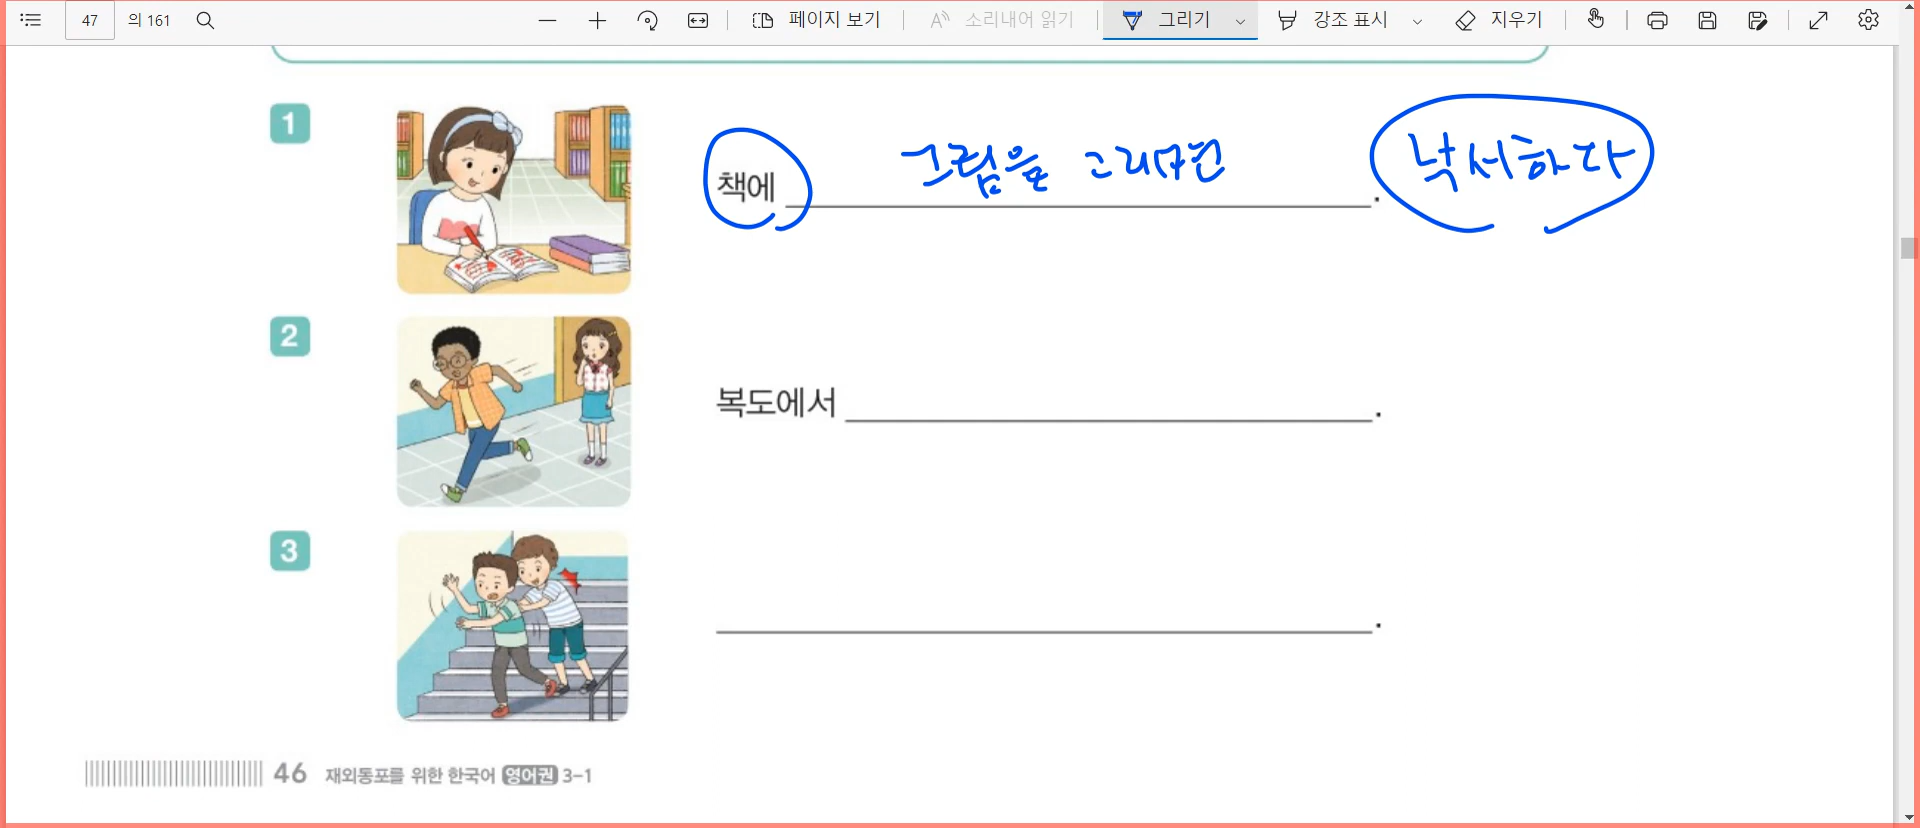 47 의 161 페이지 보기 소리내어 읽기 그리기 강조 표시 지우기
1
책에 그림을 그리면 . 낙서하다
2
복도에서 .
3
.
46 재외동포를 위한 한국어 영어권 3-1